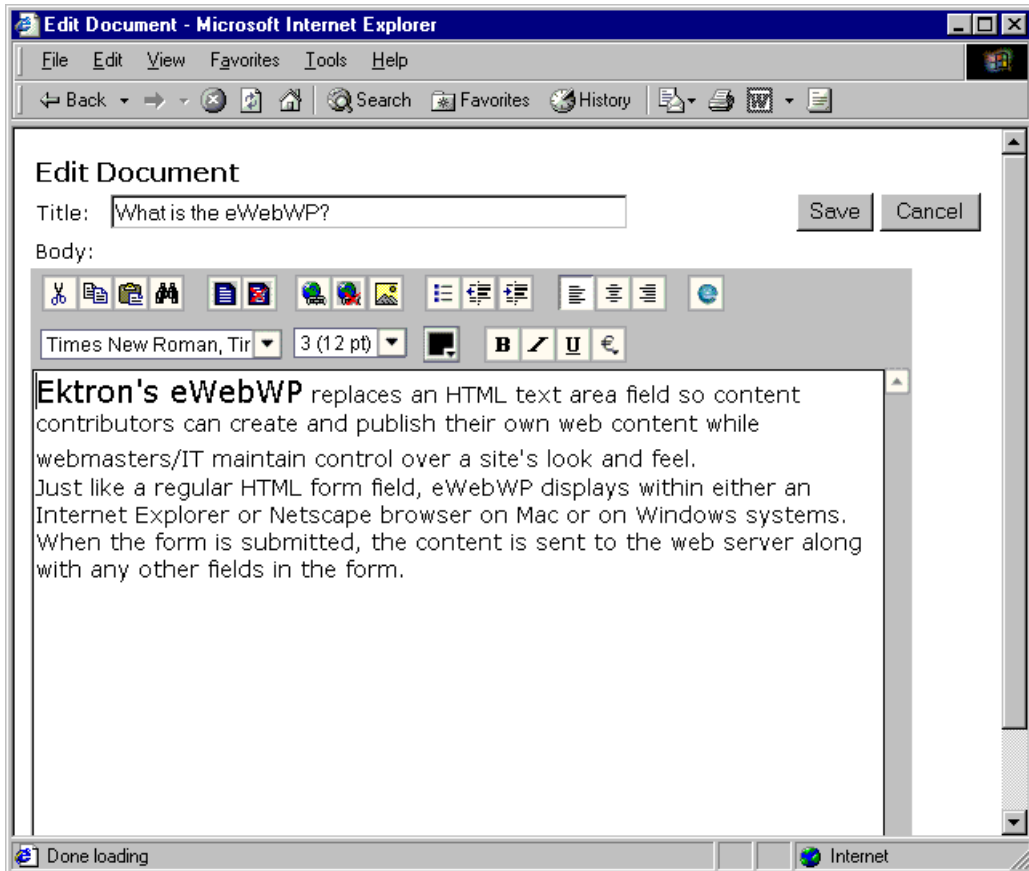 Edit Document - Microsoft Internet Explorer
File Edit View Favorites Tools Help
Back Search Favorites History W
Edit Document
Title: What is the eWebWP? Save Cancel
Body:
Times New Roman, Tir 3 (12 pt) B I U €
Ektron's eWebWP replaces an HTML text area field so content
contributors can create and publish their own web content while
webmasters/IT maintain control over a site's look and feel.
Just like a regular HTML form field, eWebWP displays within either an
Internet Explorer or Netscape browser on Mac or on Windows systems.
When the form is submitted, the content is sent to the web server along
with any other fields in the form.
Done loading Internet